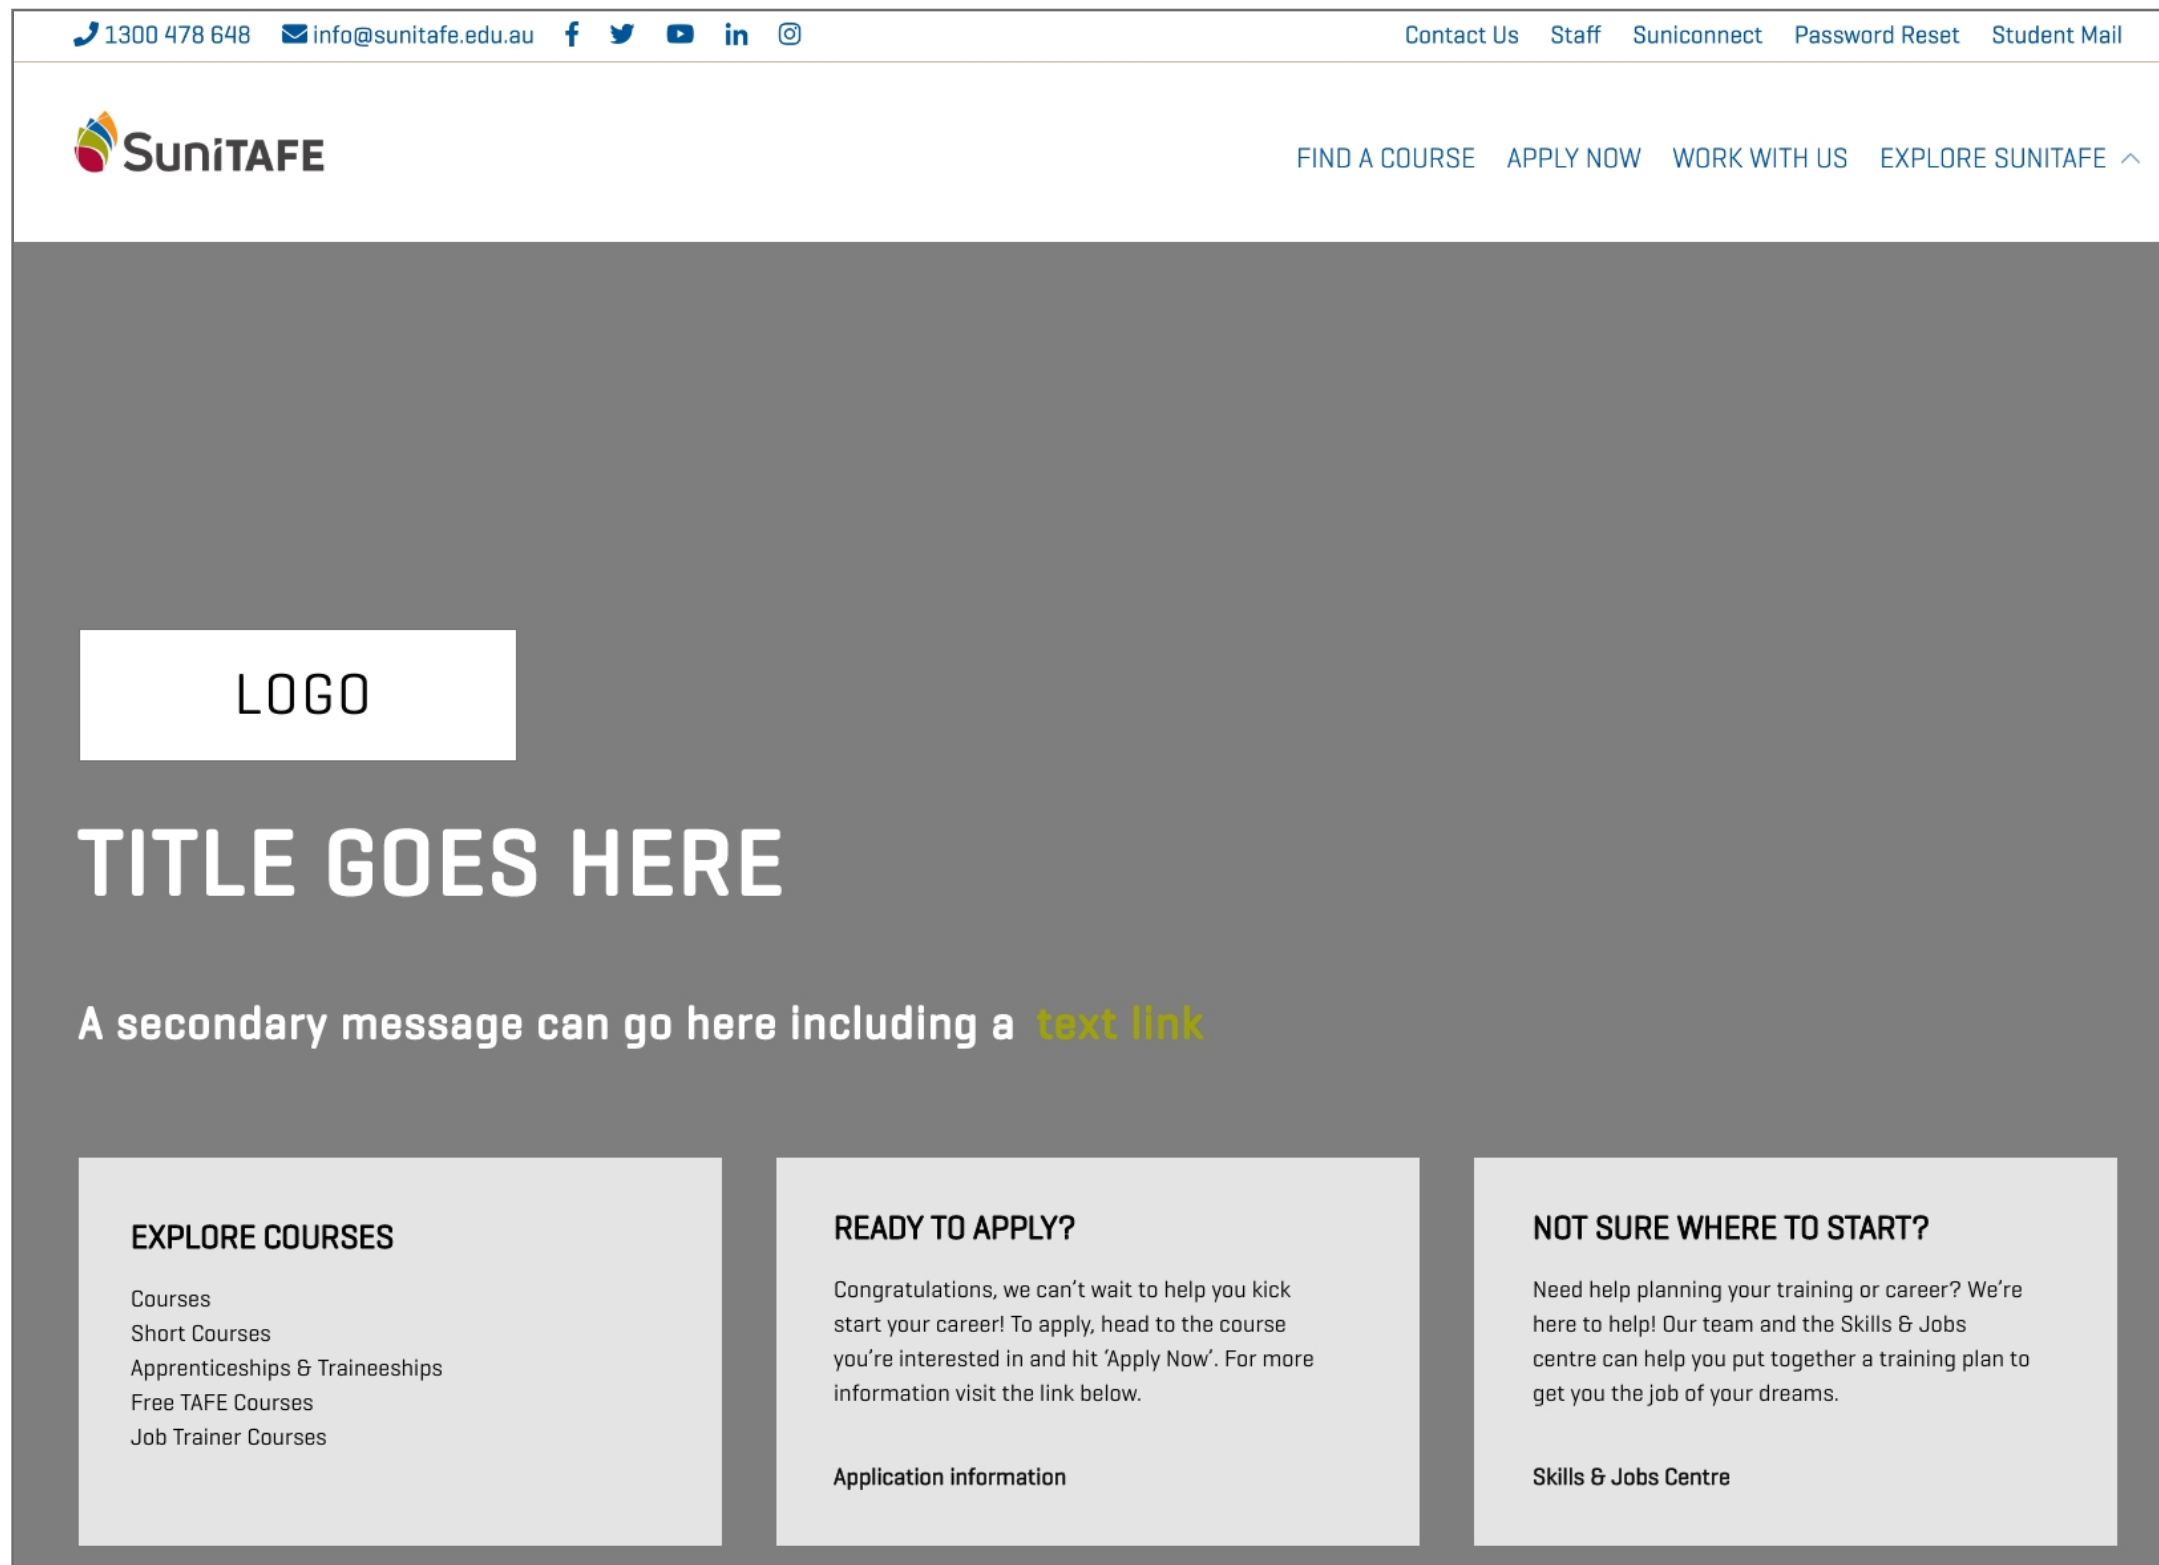 1300 478 648 info@sunitafe.edu.au
Contact Us Staff Suniconnect Password Reset Student Mail
SuniTAFE
FIND A COURSE APPLY NOW WORK WITH US EXPLORE SUNITAFE
LOGO
TITLE GOES HERE
A secondary message can go here including a text link
EXPLORE COURSES
Courses
Short Courses
Apprenticeships & Traineeships
Free TAFE Courses
Job Trainer Courses
READY TO APPLY?
Congratulations, we can’t wait to help you kick
start your career! To apply, head to the course
you’re interested in and hit ‘Apply Now’. For more
information visit the link below.
Application information
NOT SURE WHERE TO START?
Need help planning your training or career? We’re
here to help! Our team and the Skills & Jobs
centre can help you put together a training plan to
get you the job of your dreams.
Skills & Jobs Centre